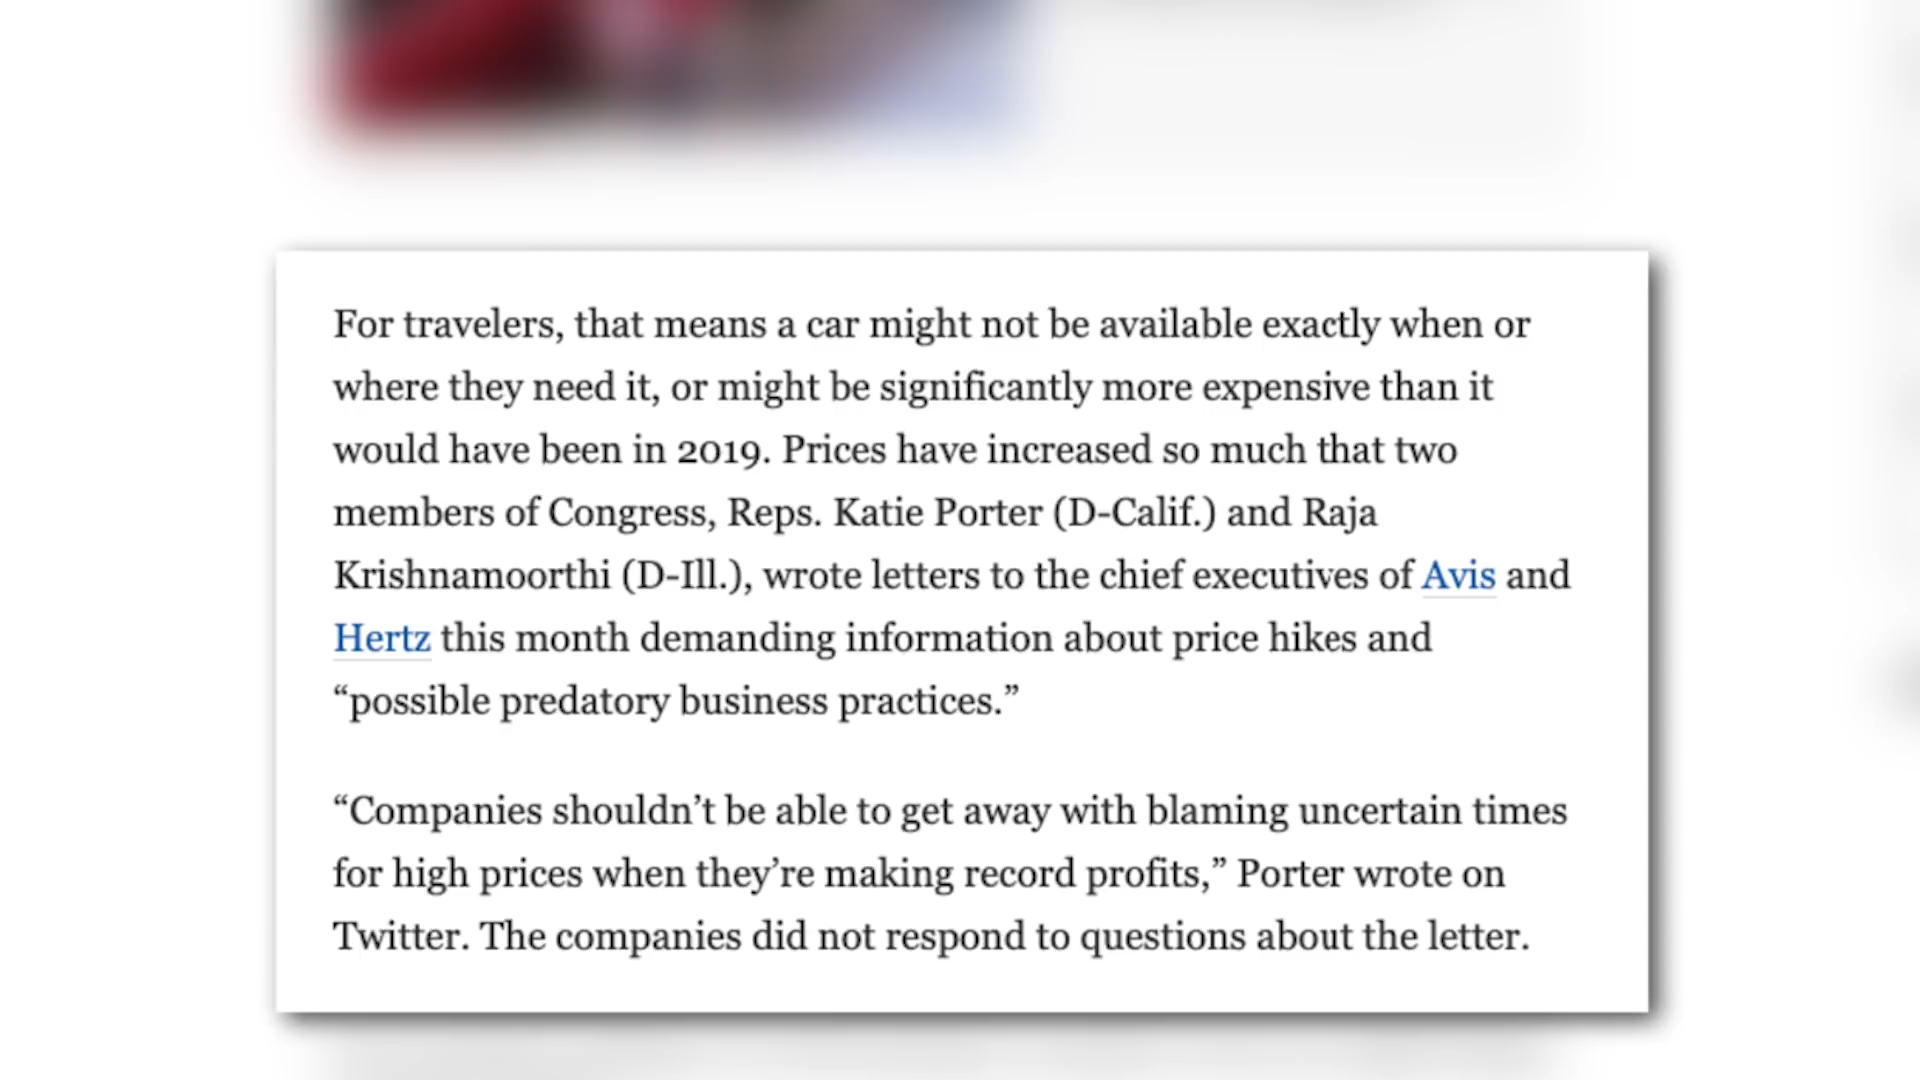 For travelers, that means a car might not be available exactly when or
where they need it, or might be significantly more expensive than it
would have been in 2019. Prices have increased so much that two
members of Congress, Reps. Katie Porter (D-Calif.) and Raja
Krishnamoorthi (D-Ill.), wrote letters to the chief executives of Avis and
Hertz this month demanding information about price hikes and
“possible predatory business practices.”
“Companies shouldn’t be able to get away with blaming uncertain times
for high prices when they’re making record profits,” Porter wrote on
Twitter. The companies did not respond to questions about the letter.